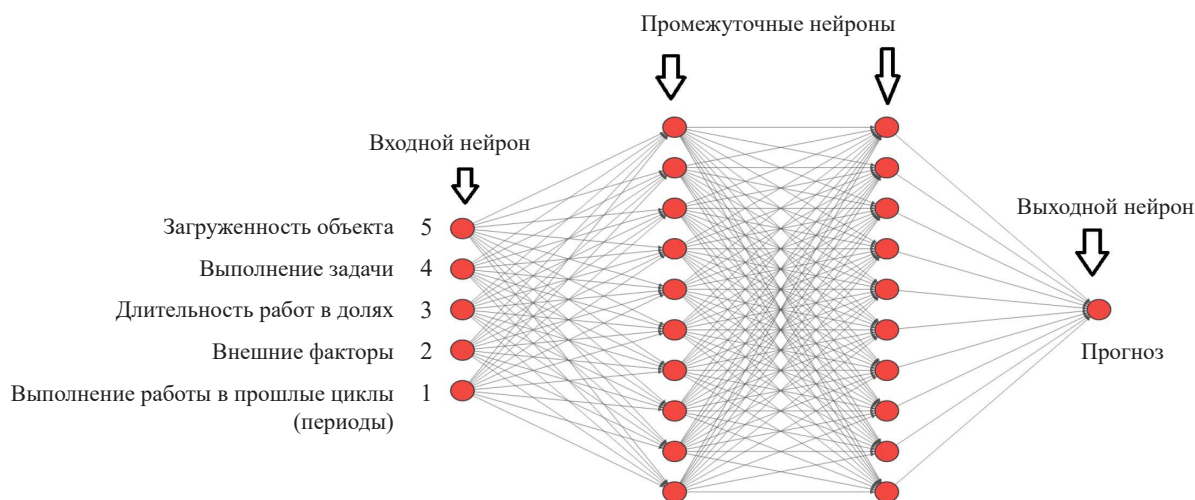 Промежуточные нейроны
Входной нейрон
Выходной нейрон
Загруженность объекта 5
Выполнение задачи 4
Длительность работ в долях 3
Внешние факторы 2
Выполнение работы в прошлые циклы 1
(периоды)
Прогноз